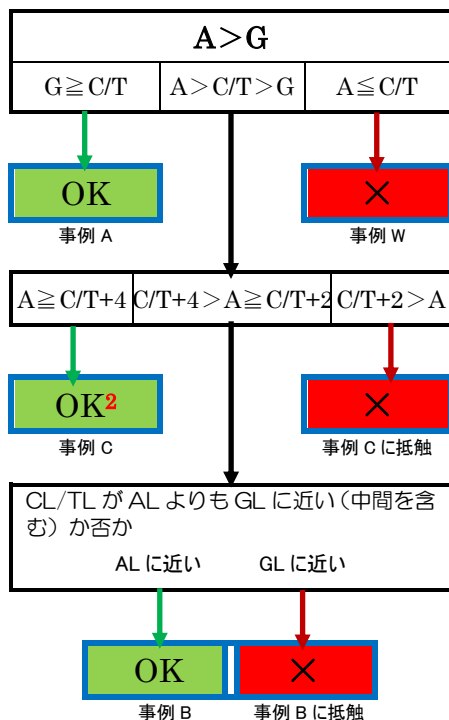 A>G
G≧C/T A>C/T>G A≦C/T
OK ×
事例 A 事例 W
A≧C/T+4 C/T+4>A≧C/T+2 C/T+2>A
OK2 ×
事例 C 事例 C に抵触
CL/TL が AL よりも GL に近い(中間を含
む)か否か
AL に近い GL に近い
OK ×
事例 B 事例 B に抵触